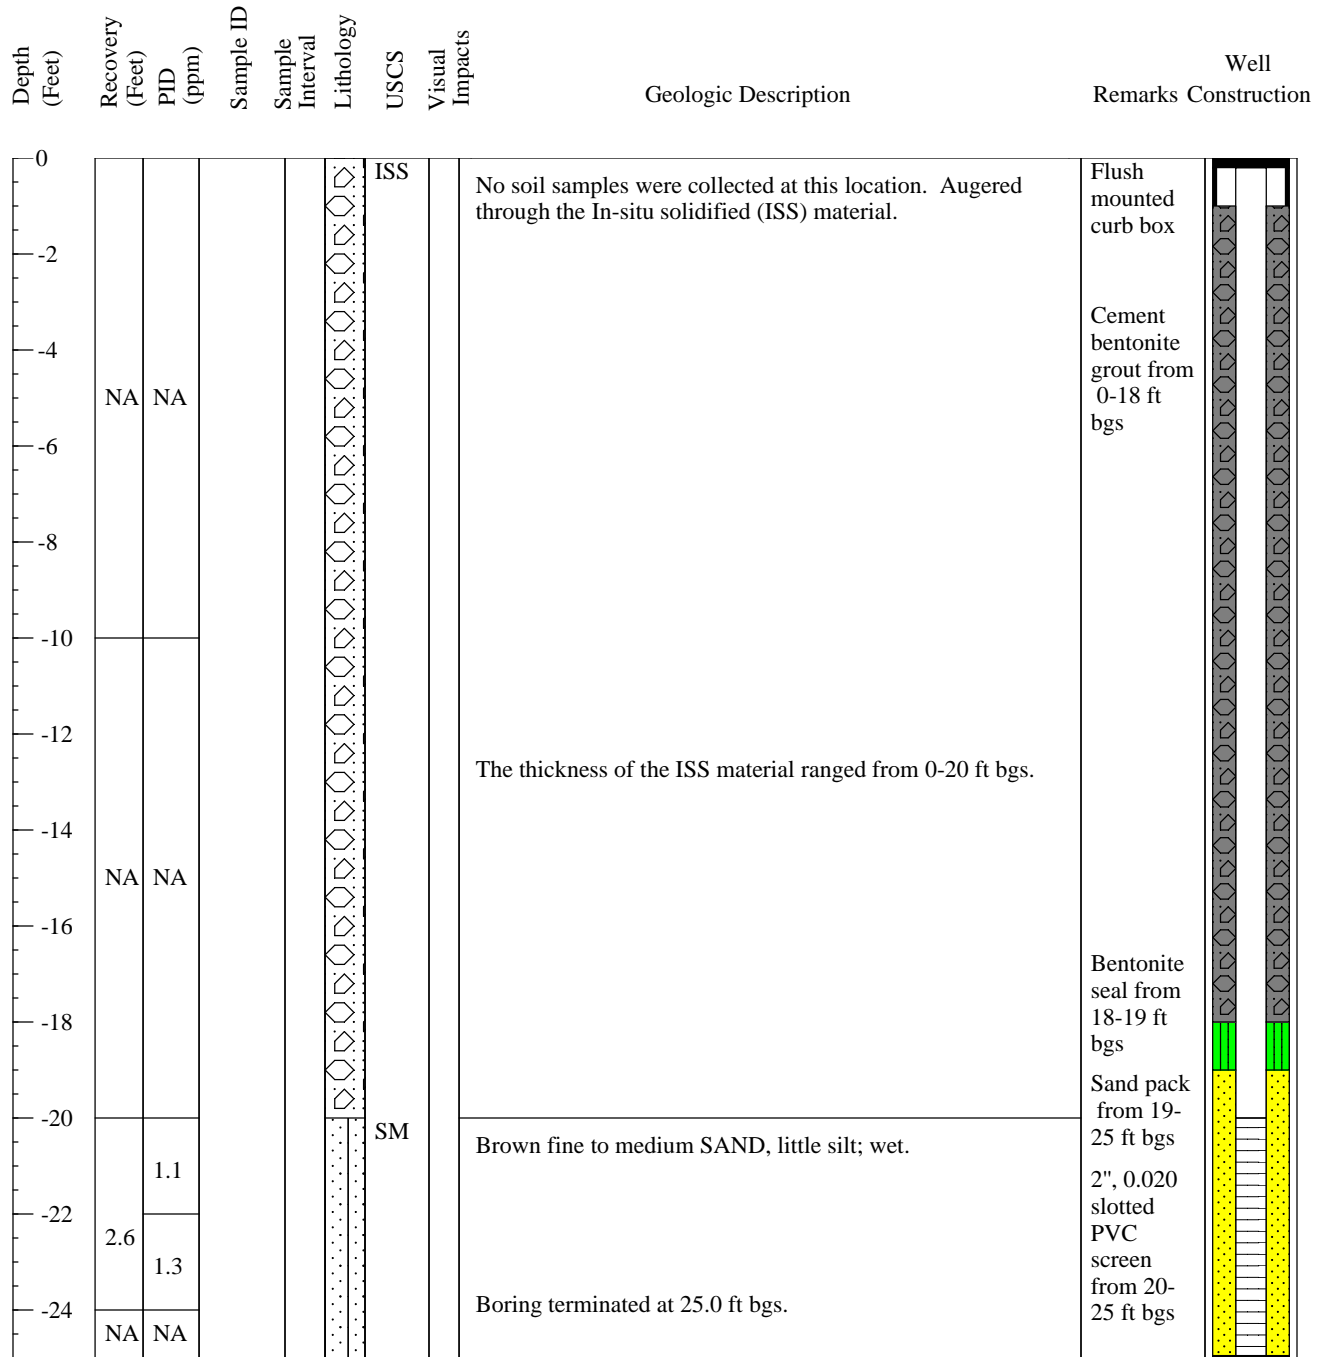 Depth
(Feet)
Recovery
(Feet)
PID
(ppm)
Sample ID
Sample
Interval
Lithology
USCS
Visual
Impacts
Geologic Description
Remarks
Well
Construction
0
-2
-4
-6
-8
-10
-12
-14
-16
-18
-20
-22
-24
NA
NA
NA
NA
2.6
1.1
1.3
NA
NA
ISS
SM
No soil samples were collected at this location. Augered
through the In-situ solidified (ISS) material.
The thickness of the ISS material ranged from 0-20 ft bgs.
Brown fine to medium SAND, little silt; wet.
Boring terminated at 25.0 ft bgs.
Flush
mounted
curb box
Cement
bentonite
grout from
0-18 ft
bgs
Bentonite
seal from
18-19 ft
bgs
Sand pack
from 19-
25 ft bgs
2", 0.020
slotted
PVC
screen
from 20-
25 ft bgs